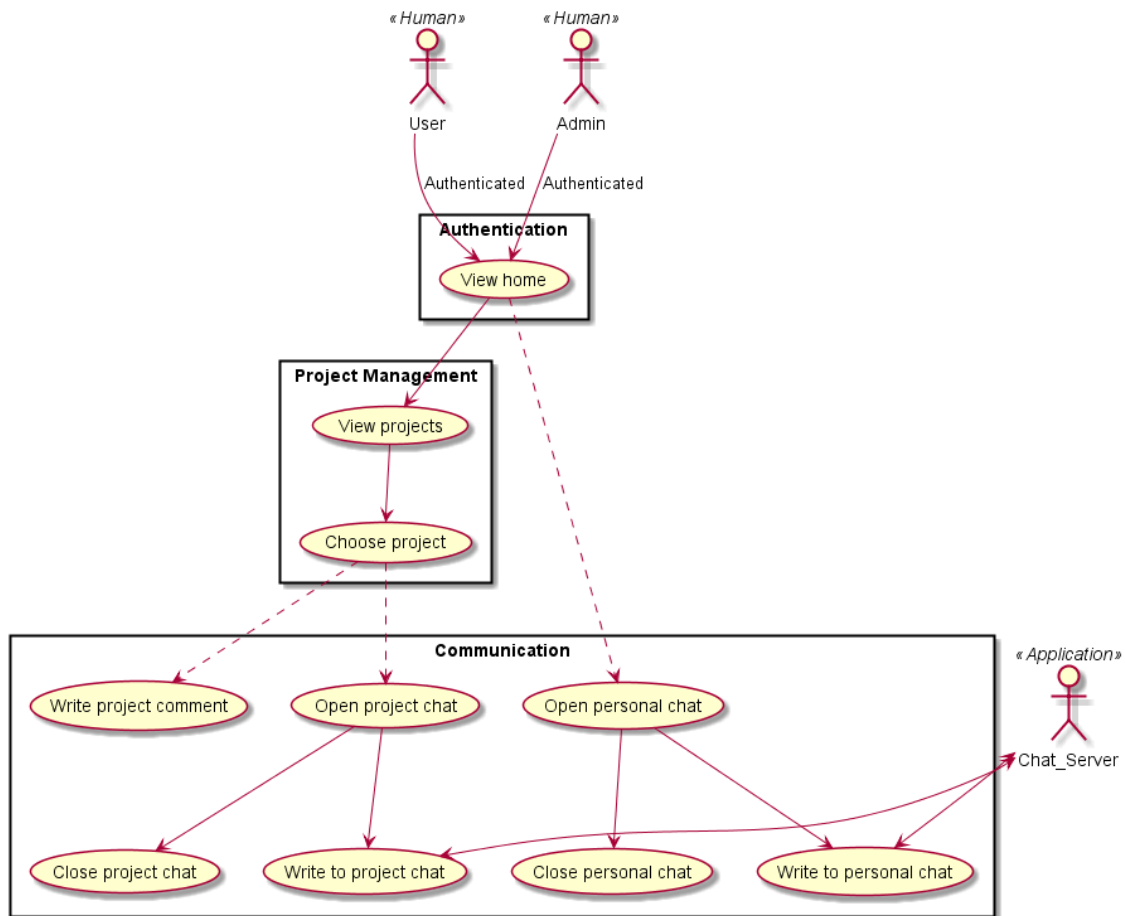 «Human» «Human»
User Admin
Authenticated Authenticated
Authentication
View home
Project Management
View projects
Choose project
Communication
«Application»
Write project comment Open project chat Open personal chat
Chat_Server
Close project chat Write to project chat Close personal chat Write to personal chat